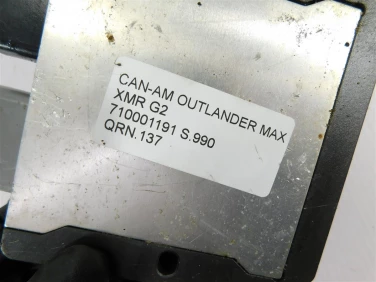 CAN-AM OUTLANDER MAX
XMR G2
710001191 S.990
QRN.137